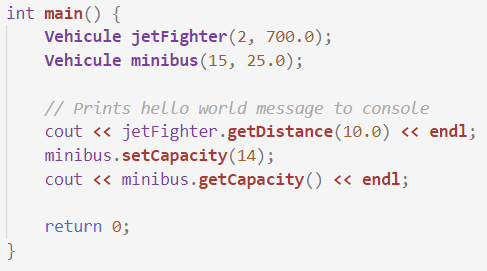 int main() {
    Vehicule jetFighter(2, 700.0);
    Vehicule minibus(15, 25.0);

    // Prints hello world message to console
    cout << jetFighter.getDistance(10.0) << endl;
    minibus.setCapacity(14);
    cout << minibus.getCapacity() << endl;

    return 0;
}